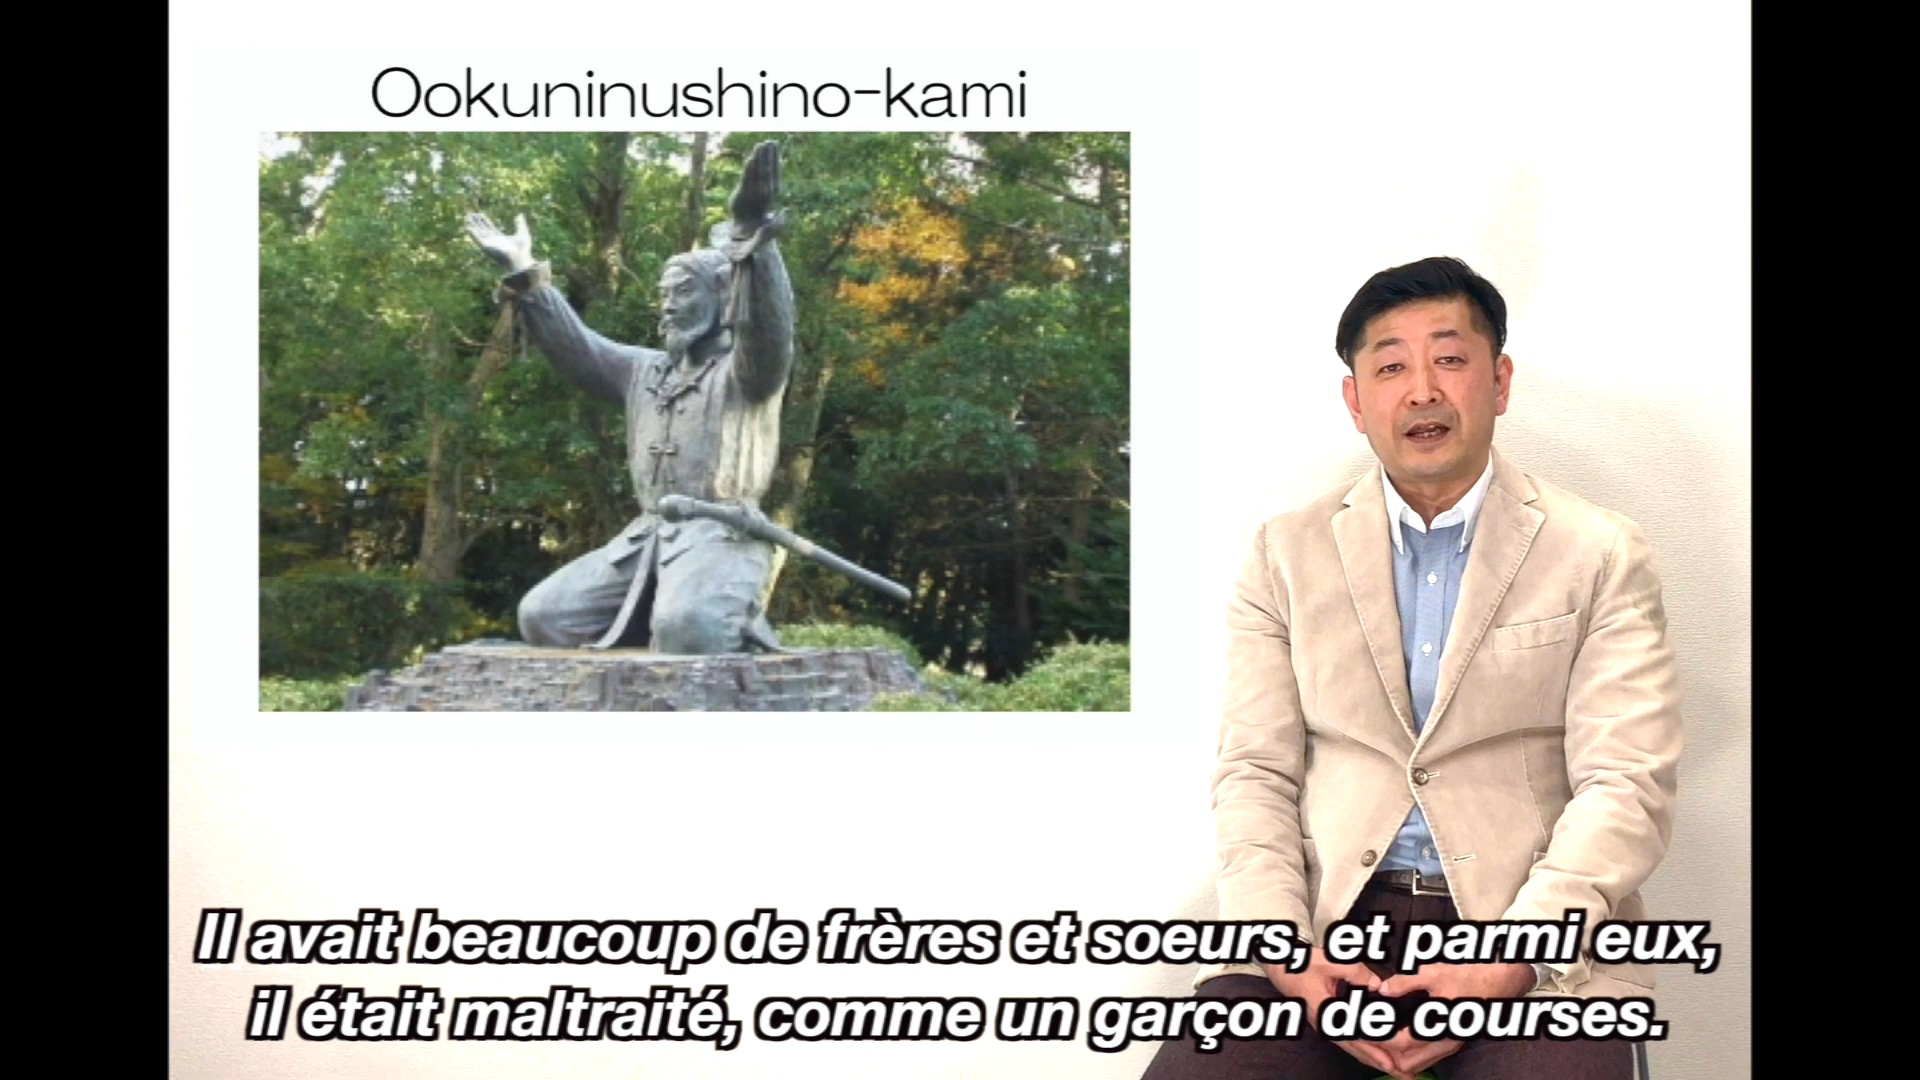 Ookuninushino-kami
Il avait beaucoup de frères et soeurs, et parmi eux,
il était maltraité, comme un garçon de courses.